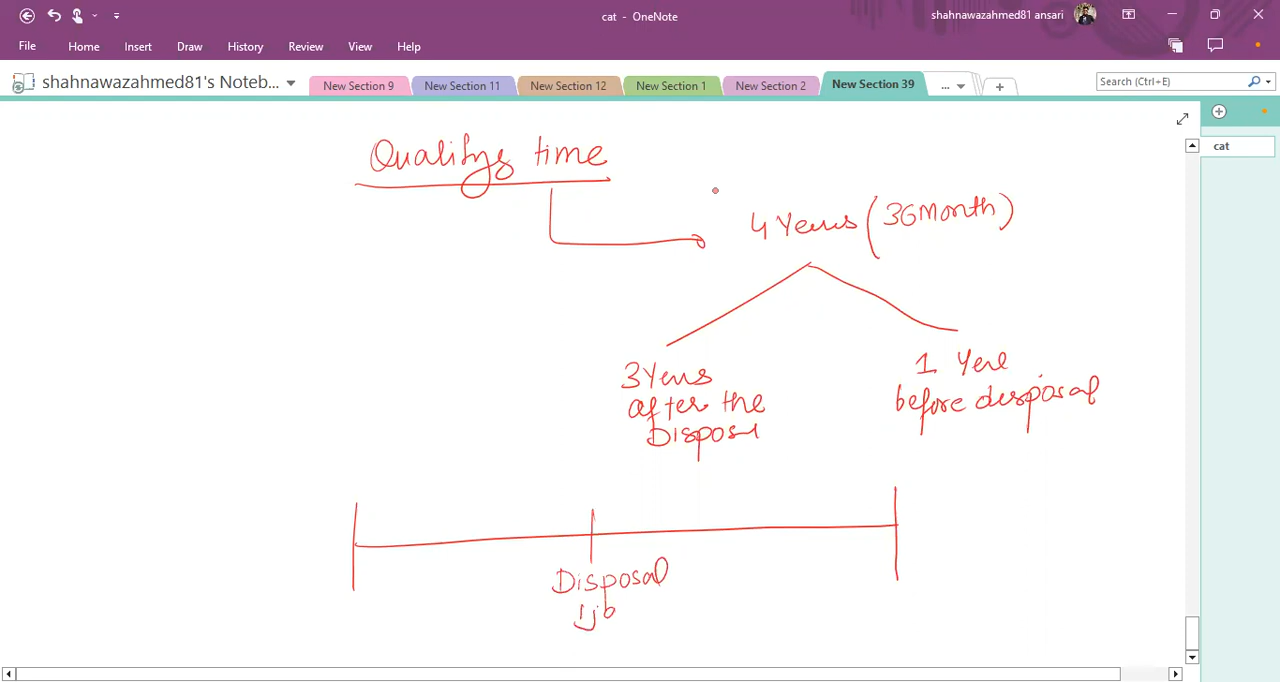 cat - OneNote
shahnawazahmed81 ansari
File Home Insert Draw History Review View Help
shahnawazahmed81's Noteb...
New Section 9
New Section 11
New Section 12
New Section 1
New Section 2
New Section 39
...
Search (Ctrl+E)
cat
time
4 Years (36 Month)
3 Years
after the
Disposal
1 Year
before disposal
Disposal